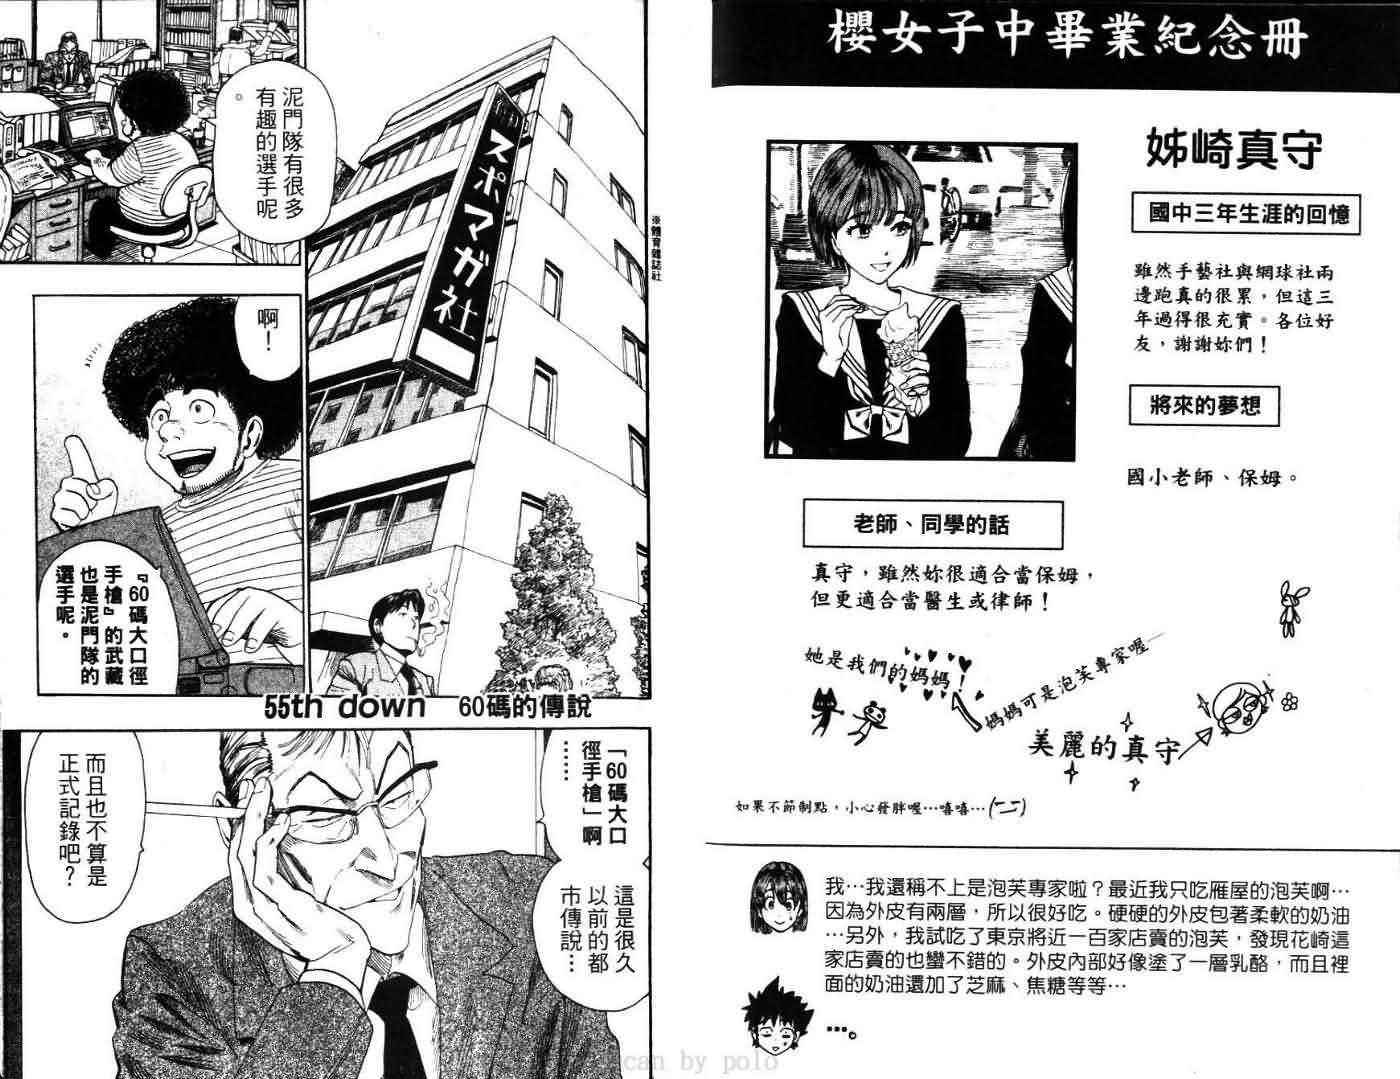 櫻女子中畢業紀念冊
姊崎真守
國中三年生涯的回憶
雖然手藝社與網球社兩
邊跑真的很累，但這三
年過得很充實。各位好
友，謝謝妳們！
將來的夢想
國小老師、保姆。
老師、同學的話
真守，雖然妳很適合當保姆，
但更適合當醫生或律師！
她是我們的媽媽！
媽媽可是泡芙專家喔─
美麗的真守
如果不節制點，小心發胖喔…嘻嘻…
我…我還稱不上是泡芙專家啦？最近我只吃雁屋的泡芙啊…
因為外皮有兩層，所以很好吃。硬硬的外皮包著柔軟的奶油
…另外，我試吃了東京將近一百家店賣的泡芙，發現花崎這
家店賣的也蠻不錯的。外皮內部好像塗了一層乳酪，而且裡
面的奶油還加了芝麻、焦糖等等…
…。
スポマガ社
※體育雜誌社
泥門隊有很多
有趣的選手呢
。
啊！
『60碼大口徑
手槍』的武藏
也是泥門隊的
選手呢。
55th down 60碼的傳說
「60碼大口
徑手槍」啊
……
這是很久
以前的都
市傳說…
而且也不算是
正式記錄吧？
scan by polo